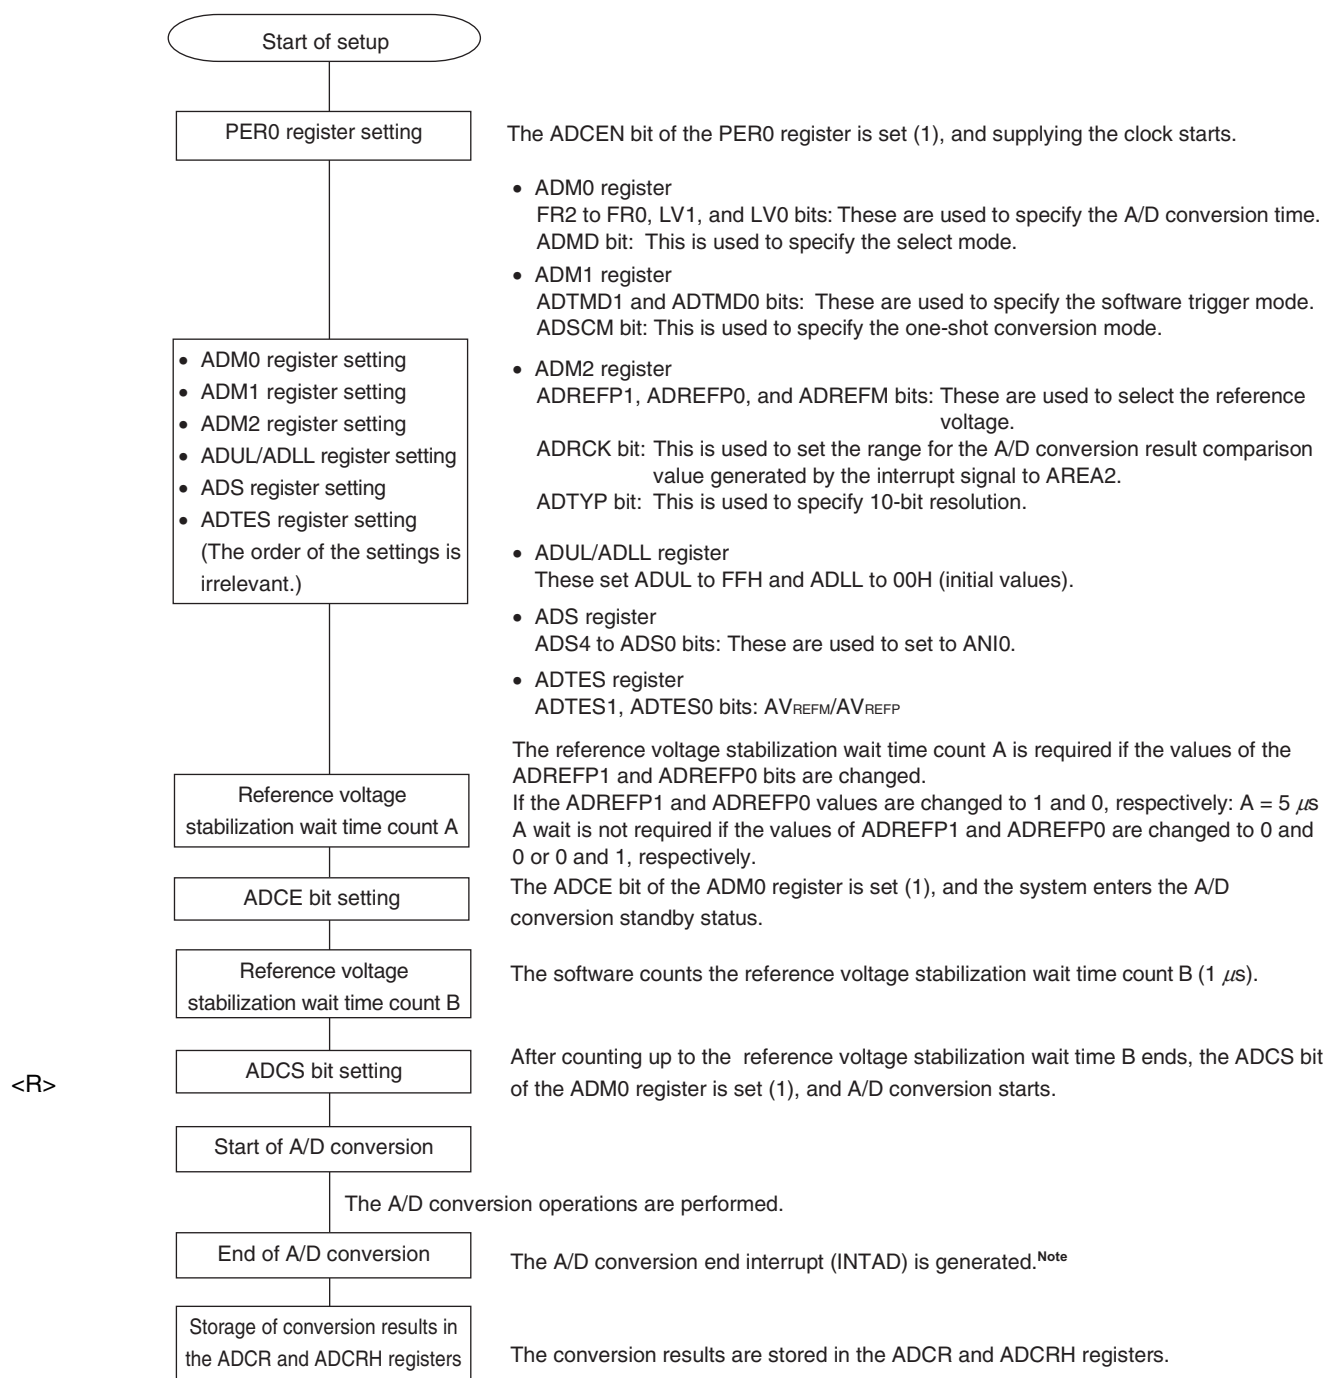 Start of setup
PER0 register setting
The ADCEN bit of the PER0 register is set (1), and supplying the clock starts.
• ADM0 register
FR2 to FR0, LV1, and LV0 bits: These are used to specify the A/D conversion time.
ADMD bit: This is used to specify the select mode.
• ADM1 register
ADTMD1 and ADTMD0 bits: These are used to specify the software trigger mode.
ADSCM bit: This is used to specify the one-shot conversion mode.
• ADM0 register setting
• ADM1 register setting
• ADM2 register setting
• ADUL/ADLL register setting
• ADS register setting
• ADTES register setting
(The order of the settings is
irrelevant.)
• ADM2 register
ADREFP1, ADREFP0, and ADREFM bits: These are used to select the reference
voltage.
ADRCK bit: This is used to set the range for the A/D conversion result comparison
value generated by the interrupt signal to AREA2.
ADTYP bit: This is used to specify 10-bit resolution.
• ADUL/ADLL register
These set ADUL to FFH and ADLL to 00H (initial values).
• ADS register
ADS4 to ADS0 bits: These are used to set to ANI0.
• ADTES register
ADTES1, ADTES0 bits: AVREFM/AVREFP
Reference voltage
stabilization wait time count A
The reference voltage stabilization wait time count A is required if the values of the
ADREFP1 and ADREFP0 bits are changed.
If the ADREFP1 and ADREFP0 values are changed to 1 and 0, respectively: A = 5 μs
A wait is not required if the values of ADREFP1 and ADREFP0 are changed to 0 and
0 or 0 and 1, respectively.
ADCE bit setting
The ADCE bit of the ADM0 register is set (1), and the system enters the A/D
conversion standby status.
Reference voltage
stabilization wait time count B
The software counts the reference voltage stabilization wait time count B (1 μs).
<R>
ADCS bit setting
After counting up to the reference voltage stabilization wait time B ends, the ADCS bit
of the ADM0 register is set (1), and A/D conversion starts.
Start of A/D conversion
The A/D conversion operations are performed.
End of A/D conversion
The A/D conversion end interrupt (INTAD) is generated.Note
Storage of conversion results in
the ADCR and ADCRH registers
The conversion results are stored in the ADCR and ADCRH registers.